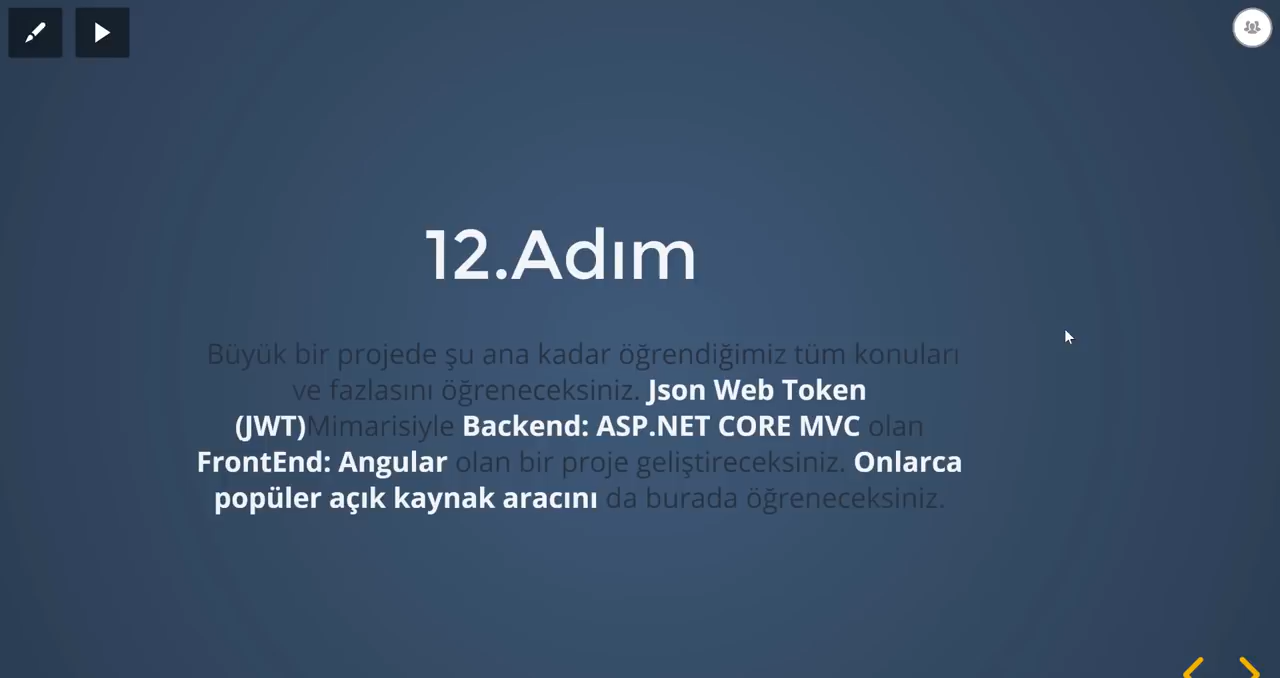 12.Adım
Büyük bir projede şu ana kadar öğrendiğimiz tüm konuları
ve fazlasını öğreneceksiniz. Json Web Token
(JWT)Mimarisiyle Backend: ASP.NET CORE MVC olan
FrontEnd: Angular olan bir proje geliştireceksiniz. Onlarca
popüler açık kaynak aracını da burada öğreneceksiniz.